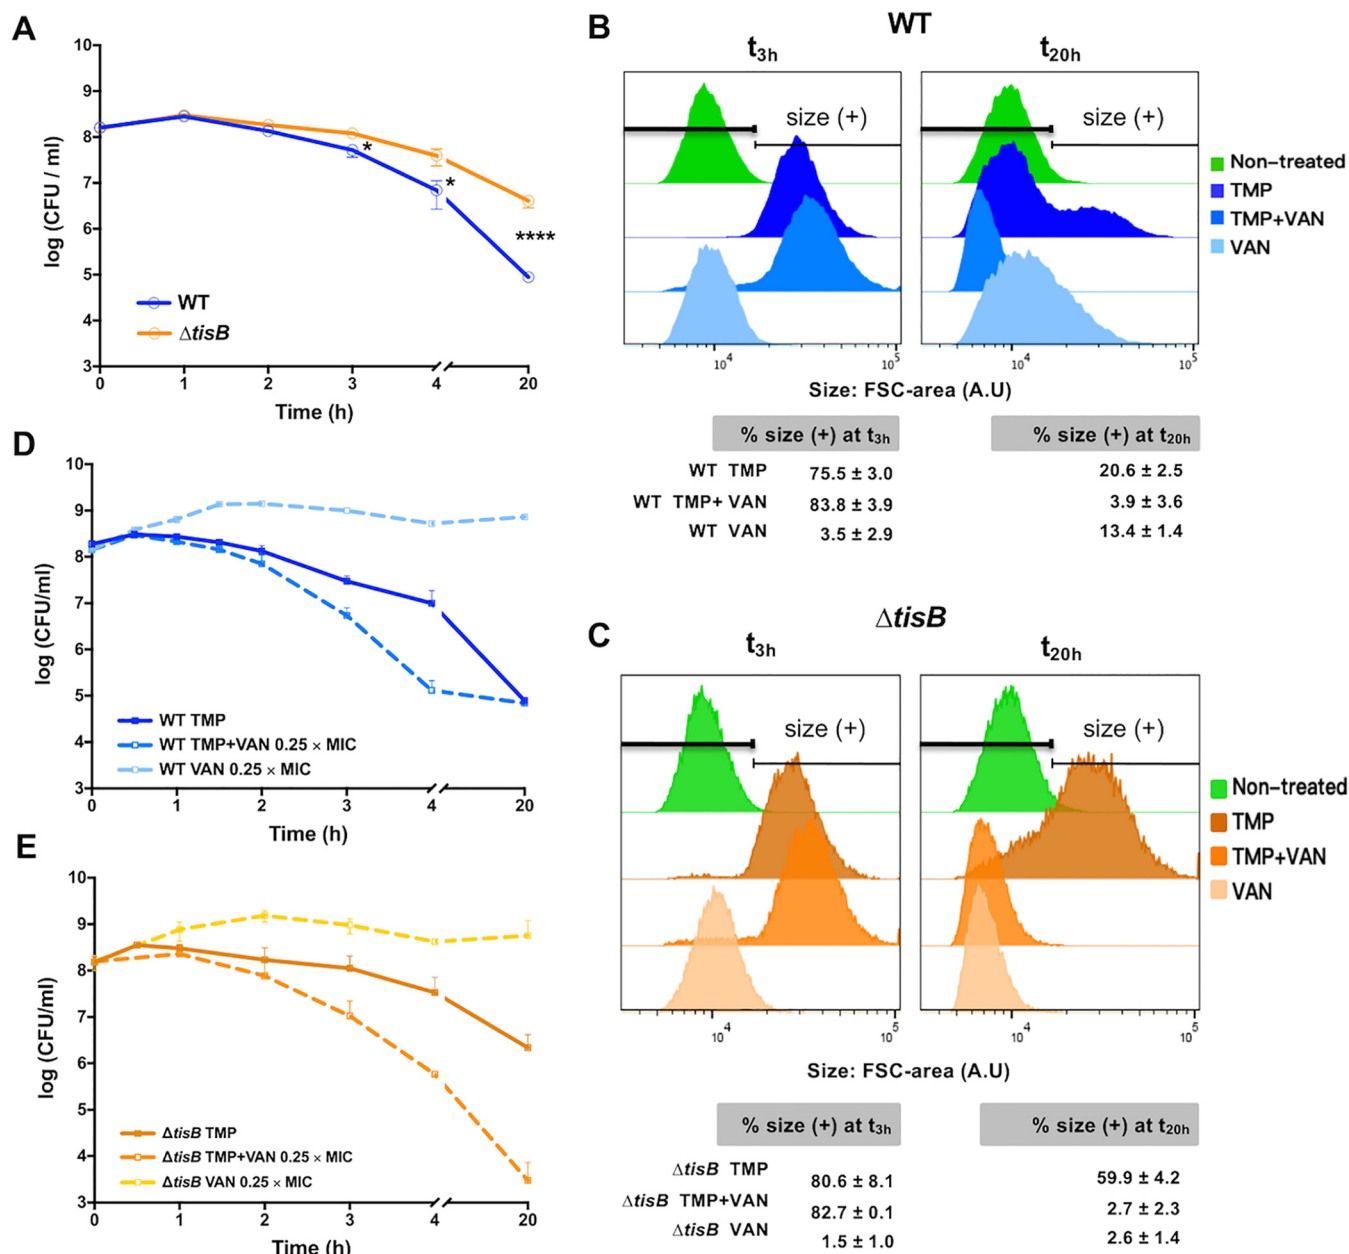 A
log (CFU / ml)
10
9
8
7
6
5
4
3
*
*
****
WT
ΔtisB
0 1 2 3 4 20
Time (h)
B
WT
t3h
t20h
size (+)
size (+)
Non-treated
TMP
TMP+VAN
VAN
10^4 10^5
10^4 10^5
Size: FSC-area (A.U)
% size (+) at t3h
% size (+) at t20h
WT TMP 75.5 ± 3.0 20.6 ± 2.5
WT TMP+ VAN 83.8 ± 3.9 3.9 ± 3.6
WT VAN 3.5 ± 2.9 13.4 ± 1.4
D
log (CFU/ml)
10
9
8
7
6
5
4
3
WT TMP
WT TMP+VAN 0.25 × MIC
WT VAN 0.25 × MIC
0 1 2 3 4 20
Time (h)
C
ΔtisB
t3h
t20h
size (+)
size (+)
Non-treated
TMP
TMP+VAN
VAN
10^4 10^5
10^4 10^5
Size: FSC-area (A.U)
% size (+) at t3h
% size (+) at t20h
ΔtisB TMP 80.6 ± 8.1 59.9 ± 4.2
ΔtisB TMP+VAN 82.7 ± 0.1 2.7 ± 2.3
ΔtisB VAN 1.5 ± 1.0 2.6 ± 1.4
E
log (CFU/ml)
10
9
8
7
6
5
4
3
ΔtisB TMP
ΔtisB TMP+VAN 0.25 × MIC
ΔtisB VAN 0.25 × MIC
0 1 2 3 4 20
Time (h)